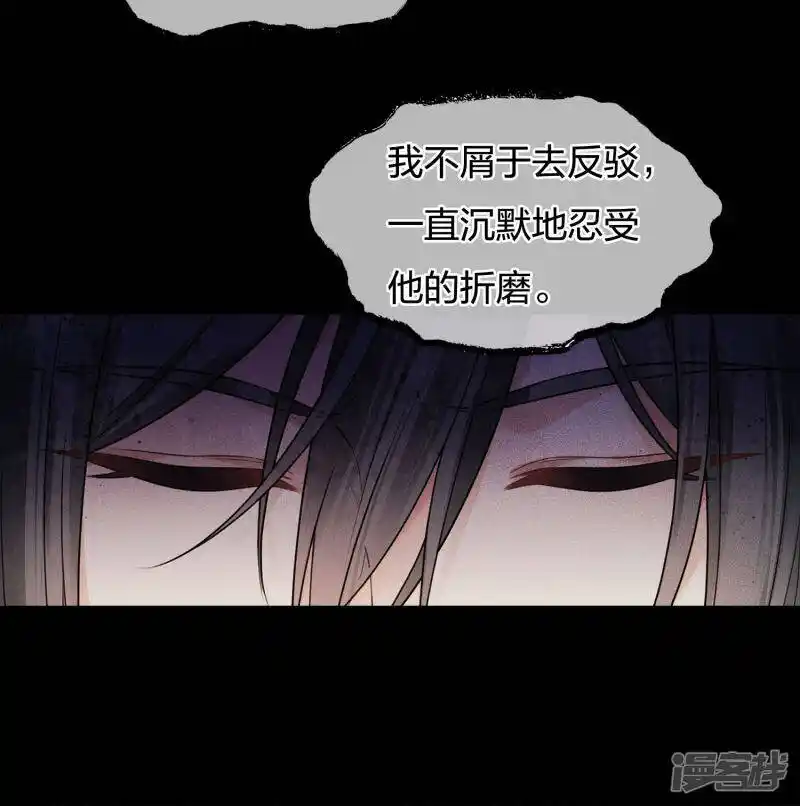 我不屑于去反驳，
一直沉默地忍受
他的折磨。
漫客栈